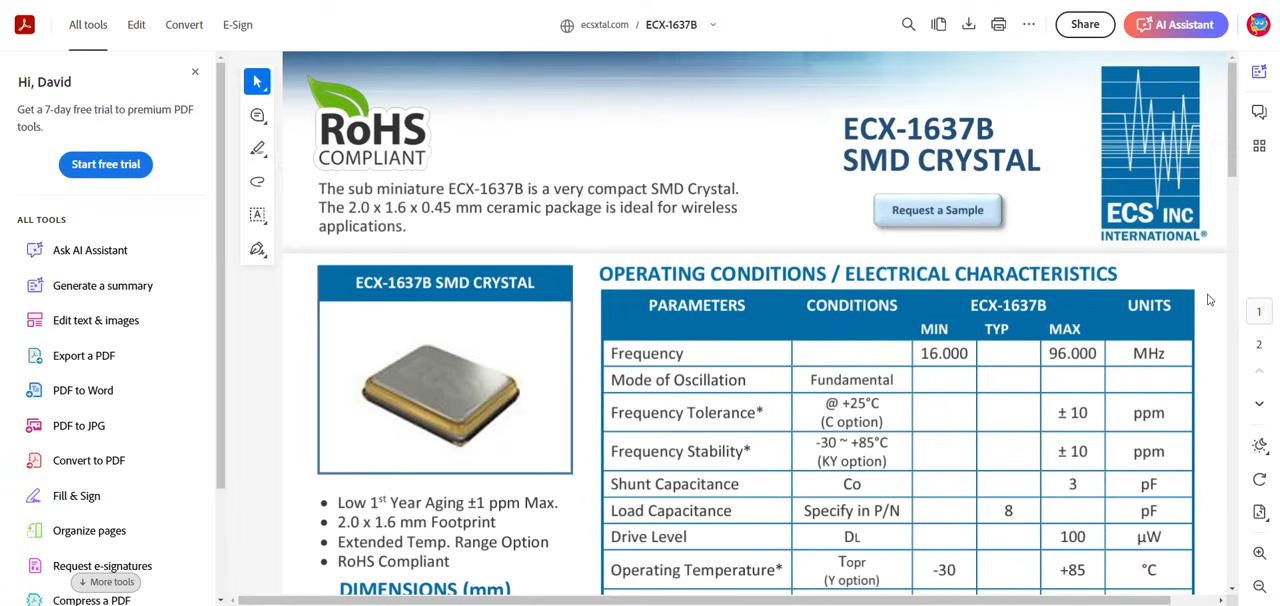 All tools Edit Convert E-Sign
ecsxtal.com / ECX-1637B
Share AI Assistant
Hi, David
Get a 7-day free trial to premium PDF
tools.
Start free trial
ALL TOOLS
Ask AI Assistant
Generate a summary
Edit text & images
Export a PDF
PDF to Word
PDF to JPG
Convert to PDF
Fill & Sign
Organize pages
Request e-signatures
More tools
Compress a PDF
RoHS
COMPLIANT
The sub miniature ECX-1637B is a very compact SMD Crystal.
The 2.0 x 1.6 x 0.45 mm ceramic package is ideal for wireless
applications.
ECX-1637B
SMD CRYSTAL
Request a Sample
ECS INC
INTERNATIONAL®
ECX-1637B SMD CRYSTAL
Low 1st Year Aging ±1 ppm Max.
2.0 x 1.6 mm Footprint
Extended Temp. Range Option
RoHS Compliant
DIMENSIONS (mm)
OPERATING CONDITIONS / ELECTRICAL CHARACTERISTICS
PARAMETERS CONDITIONS ECX-1637B UNITS
MIN TYP MAX
Frequency 16.000 96.000 MHz
Mode of Oscillation Fundamental
Frequency Tolerance* @ +25°C (C option) ± 10 ppm
Frequency Stability* -30 ~ +85°C (KY option) ± 10 ppm
Shunt Capacitance Co 3 pF
Load Capacitance Specify in P/N 8 pF
Drive Level DL 100 µW
Operating Temperature* Topr (Y option) -30 +85 °C
1
2